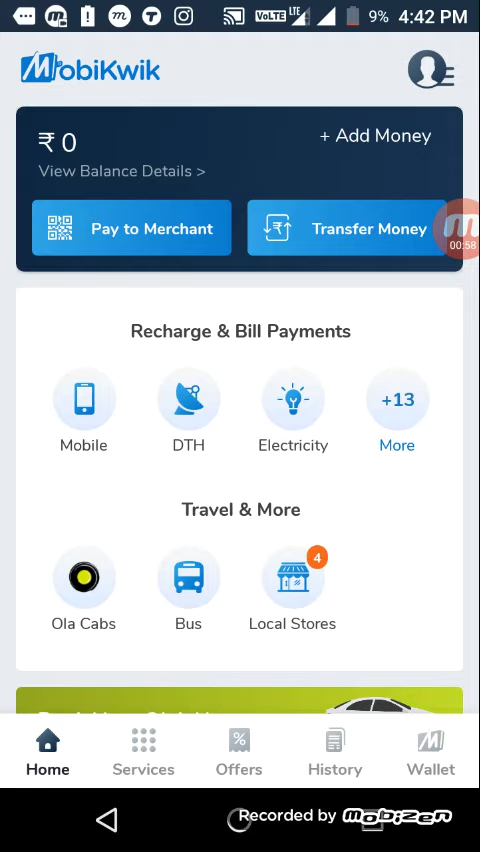 VoLTE LTE 9% 4:42 PM
MobiKwik
₹ 0
+ Add Money
View Balance Details >
Pay to Merchant
Transfer Money
00:58
Recharge & Bill Payments
+13
Mobile
DTH
Electricity
More
Travel & More
4
Ola Cabs
Bus
Local Stores
Home
Services
Offers
History
Wallet
Recorded by MOBIZEN